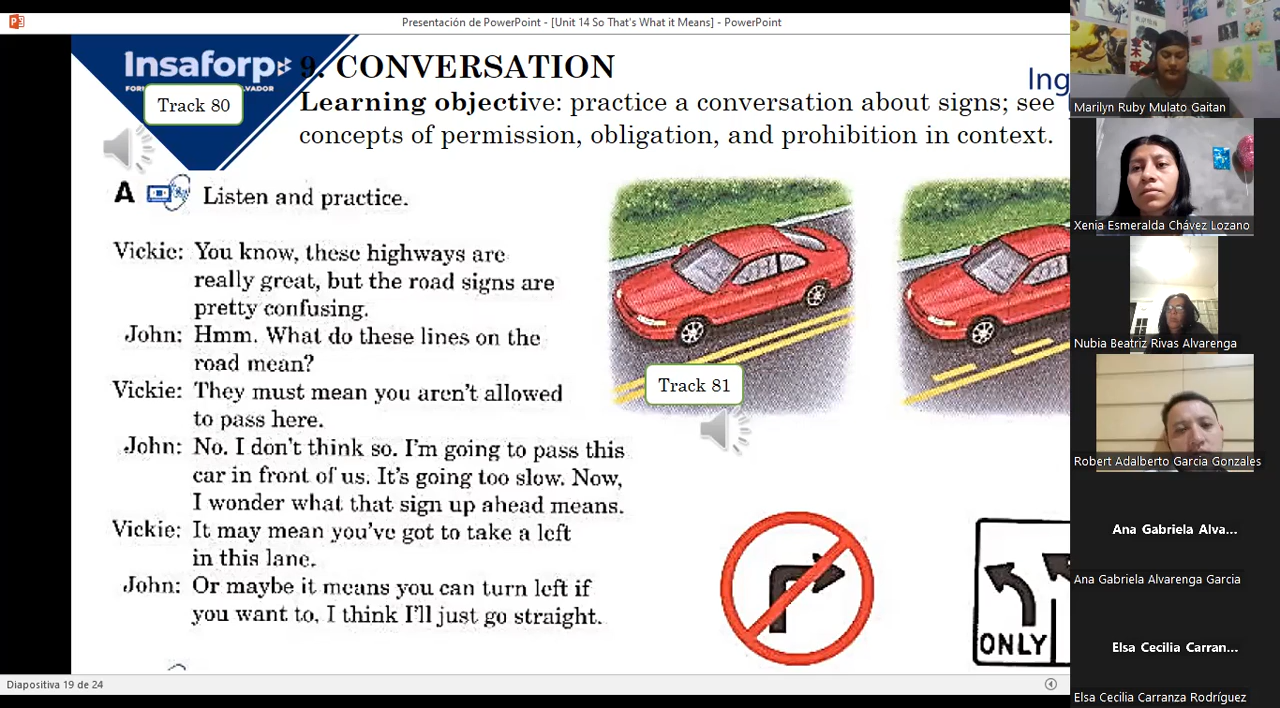 Presentación de PowerPoint - [Unit 14 So That's What it Means] - PowerPoint
Insaforp
Track 80
9. CONVERSATION
Ing
Learning objective: practice a conversation about signs; see
concepts of permission, obligation, and prohibition in context.
A Listen and practice.
Vickie: You know, these highways are
really great, but the road signs are
pretty confusing.
John: Hmm. What do these lines on the
road mean?
Vickie: They must mean you aren't allowed
to pass here.
John: No. I don't think so. I'm going to pass this
car in front of us. It's going too slow. Now,
I wonder what that sign up ahead means.
Vickie: It may mean you've got to take a left
in this lane.
John: Or maybe it means you can turn left if
you want to. I think I'll just go straight.
Track 81
ONLY
Diapositiva 19 de 24
Marilyn Ruby Mulato Gaitan
Xenia Esmeralda Chávez Lozano
Nubia Beatriz Rivas Alvarenga
Robert Adalberto Garcia Gonzales
Ana Gabriela Alva...
Ana Gabriela Alvarenga Garcia
Elsa Cecilia Carran...
Elsa Cecilia Carranza Rodríguez